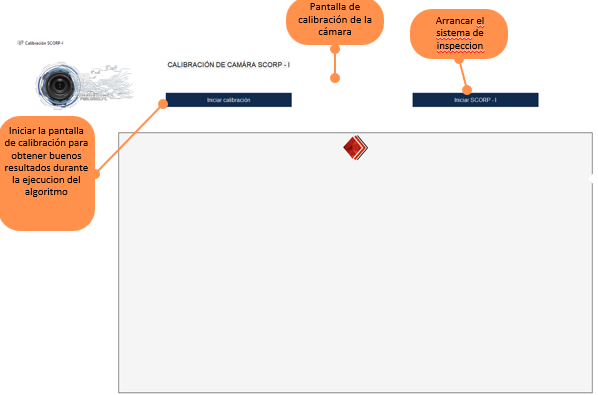 Pantalla de
calibración de la
cámara
Arrancar el
sistema de
inspeccion
Calibración SCORP-I
CALIBRACIÓN DE CAMÁRA SCORP - I
Iniciar calibración
Iniciar SCORP - I
Iniciar la pantalla
de calibración para
obtener buenos
resultados durante
la ejecucion del
algoritmo